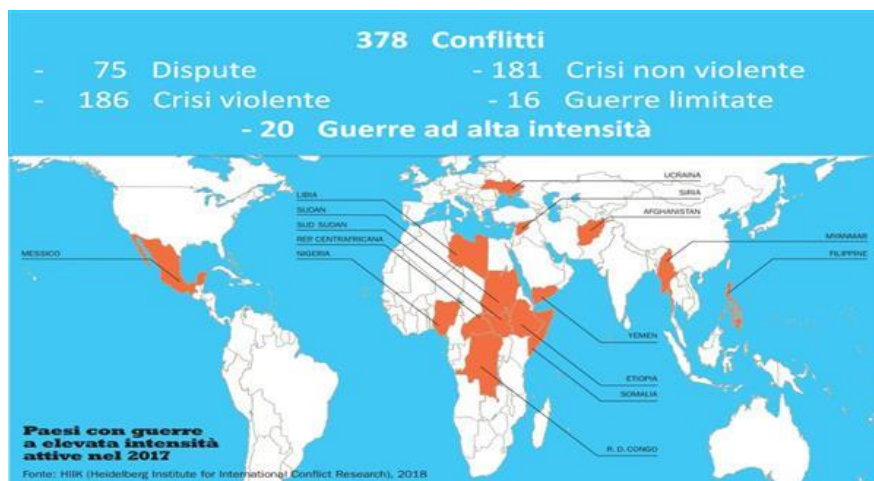 378 Conflitti
- 75 Dispute
- 181 Crisi non violente
- 186 Crisi violente
- 16 Guerre limitate
- 20 Guerre ad alta intensità
UCRAINA
LIBIA
SIRIA
SUDAN
AFGHANISTAN
SUD SUDAN
REP. CENTRAFRICANA
MYANMAR
MESSICO
NIGERIA
FILIPPINE
YEMEN
ETIOPIA
SOMALIA
R. D. CONGO
Paesi con guerre
a elevata intensità
attive nel 2017
Fonte: HIIK (Heidelberg Institute for International Conflict Research), 2018